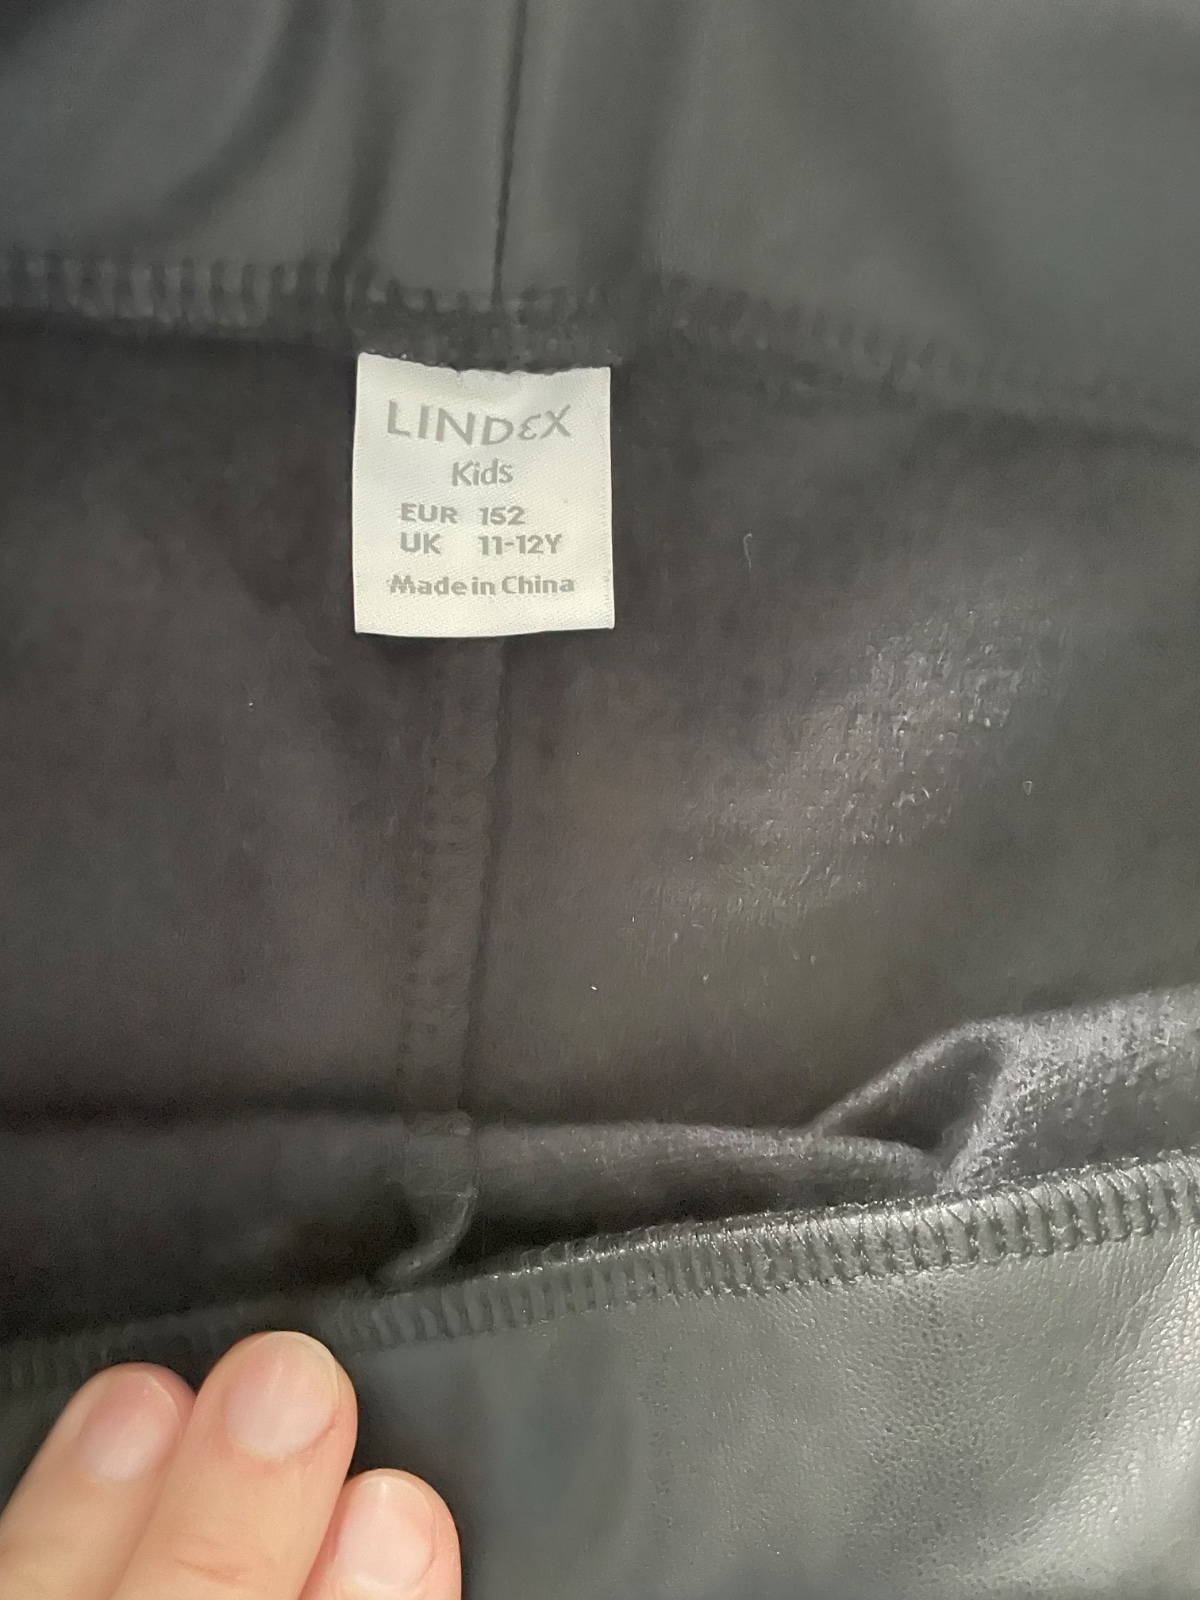 LINDEX
Kids
EUR 152
UK 11-12Y
Made in China